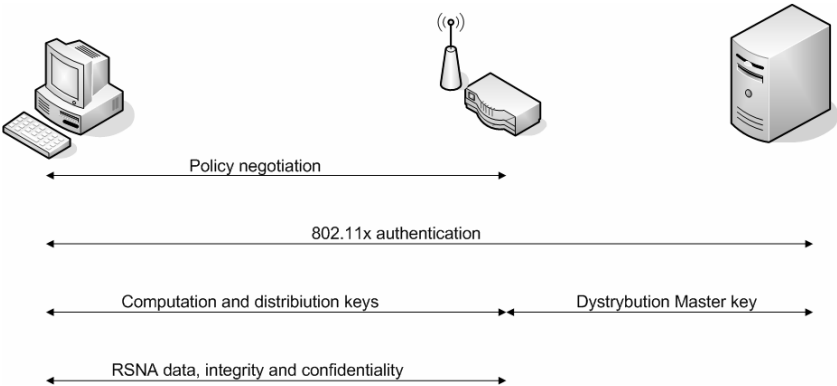 Policy negotiation
802.11x authentication
Computation and distribiution keys
Dystrybution Master key
RSNA data, integrity and confidentiality